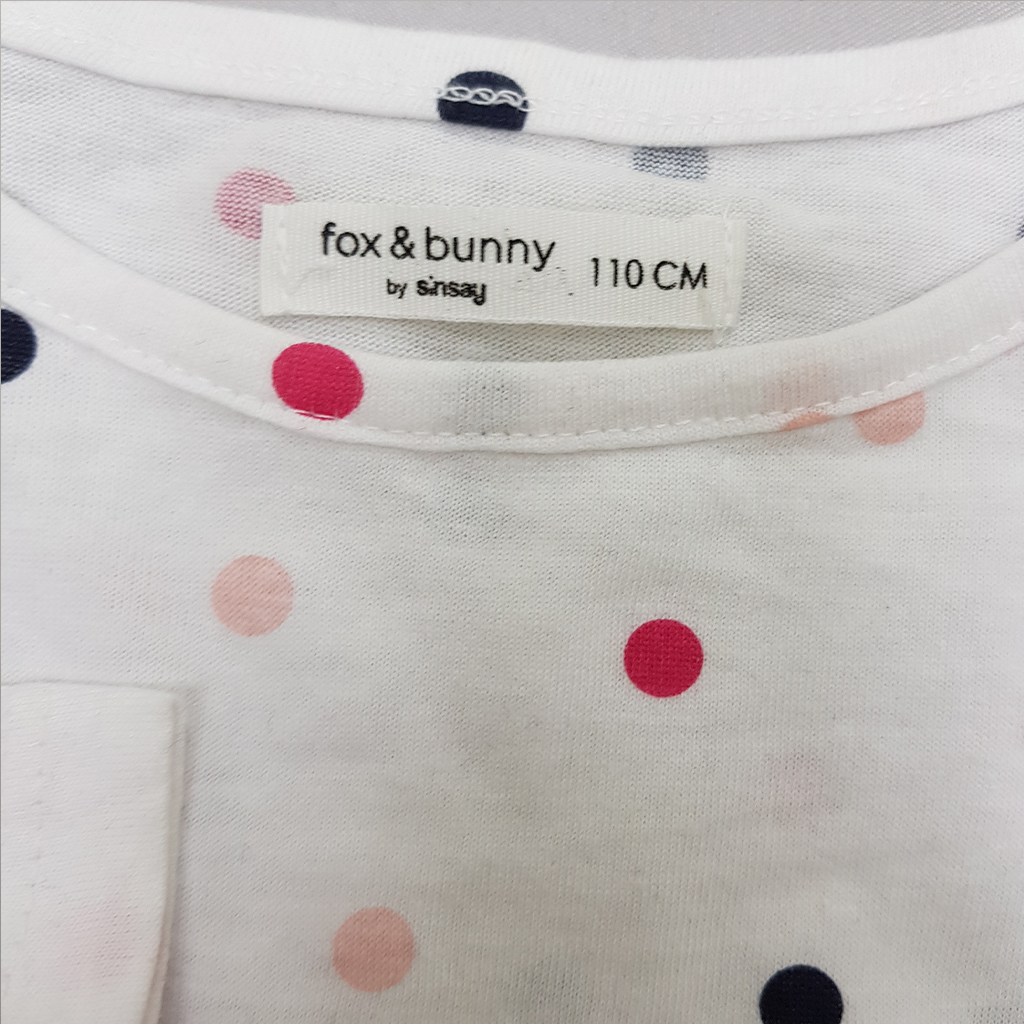 fox & bunny
by sinsay
110 CM